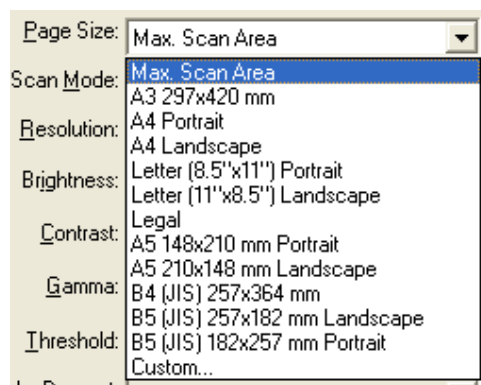 Page Size: Max. Scan Area
Scan Mode: Max. Scan Area
A3 297x420 mm
Resolution: A4 Portrait
A4 Landscape
Brightness: Letter (8.5"x11") Portrait
Letter (11"x8.5") Landscape
Contrast: Legal
A5 148x210 mm Portrait
A5 210x148 mm Landscape
Gamma: B4 (JIS) 257x364 mm
B5 (JIS) 257x182 mm Landscape
Threshold: B5 (JIS) 182x257 mm Portrait
Custom...